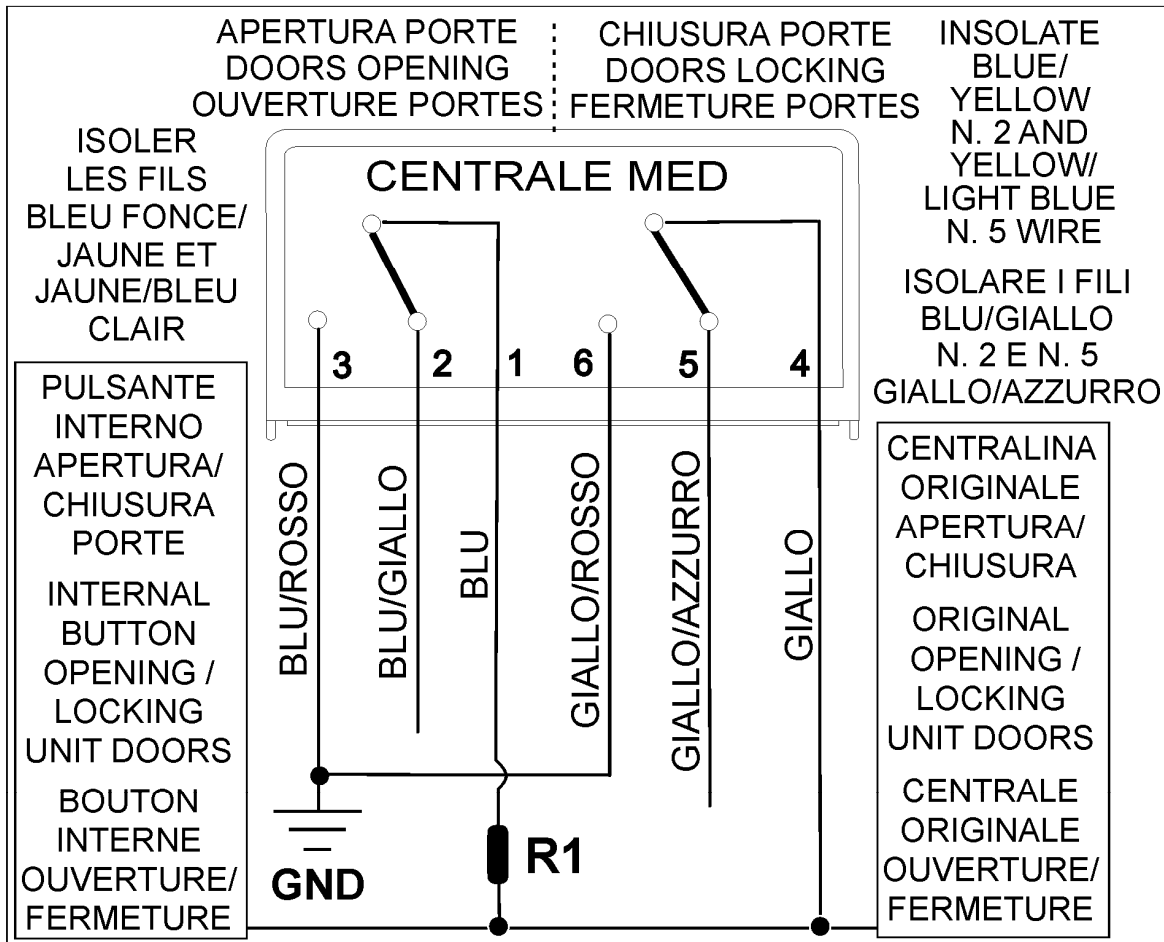 APERTURA PORTE
DOORS OPENING
OUVERTURE PORTES
CHIUSURA PORTE
DOORS LOCKING
FERMETURE PORTES
INSOLATE
BLUE/
YELLOW
N. 2 AND
YELLOW/
LIGHT BLUE
N. 5 WIRE
ISOLARE I FILI
BLU/GIALLO
N. 2 E N. 5
GIALLO/AZZURRO
ISOLER
LES FILS
BLEU FONCE/
JAUNE ET
JAUNE/BLEU
CLAIR
CENTRALE MED
3 2 1 6 5 4
BLU/ROSSO
BLU/GIALLO
BLU
GIALLO/ROSSO
GIALLO/AZZURRO
GIALLO
PULSANTE
INTERNO
APERTURA/
CHIUSURA
PORTE
INTERNAL
BUTTON
OPENING /
LOCKING
UNIT DOORS
BOUTON
INTERNE
OUVERTURE/
FERMETURE
GND
R1
CENTRALINA
ORIGINALE
APERTURA/
CHIUSURA
ORIGINAL
OPENING /
LOCKING
UNIT DOORS
CENTRALE
ORIGINALE
OUVERTURE/
FERMETURE